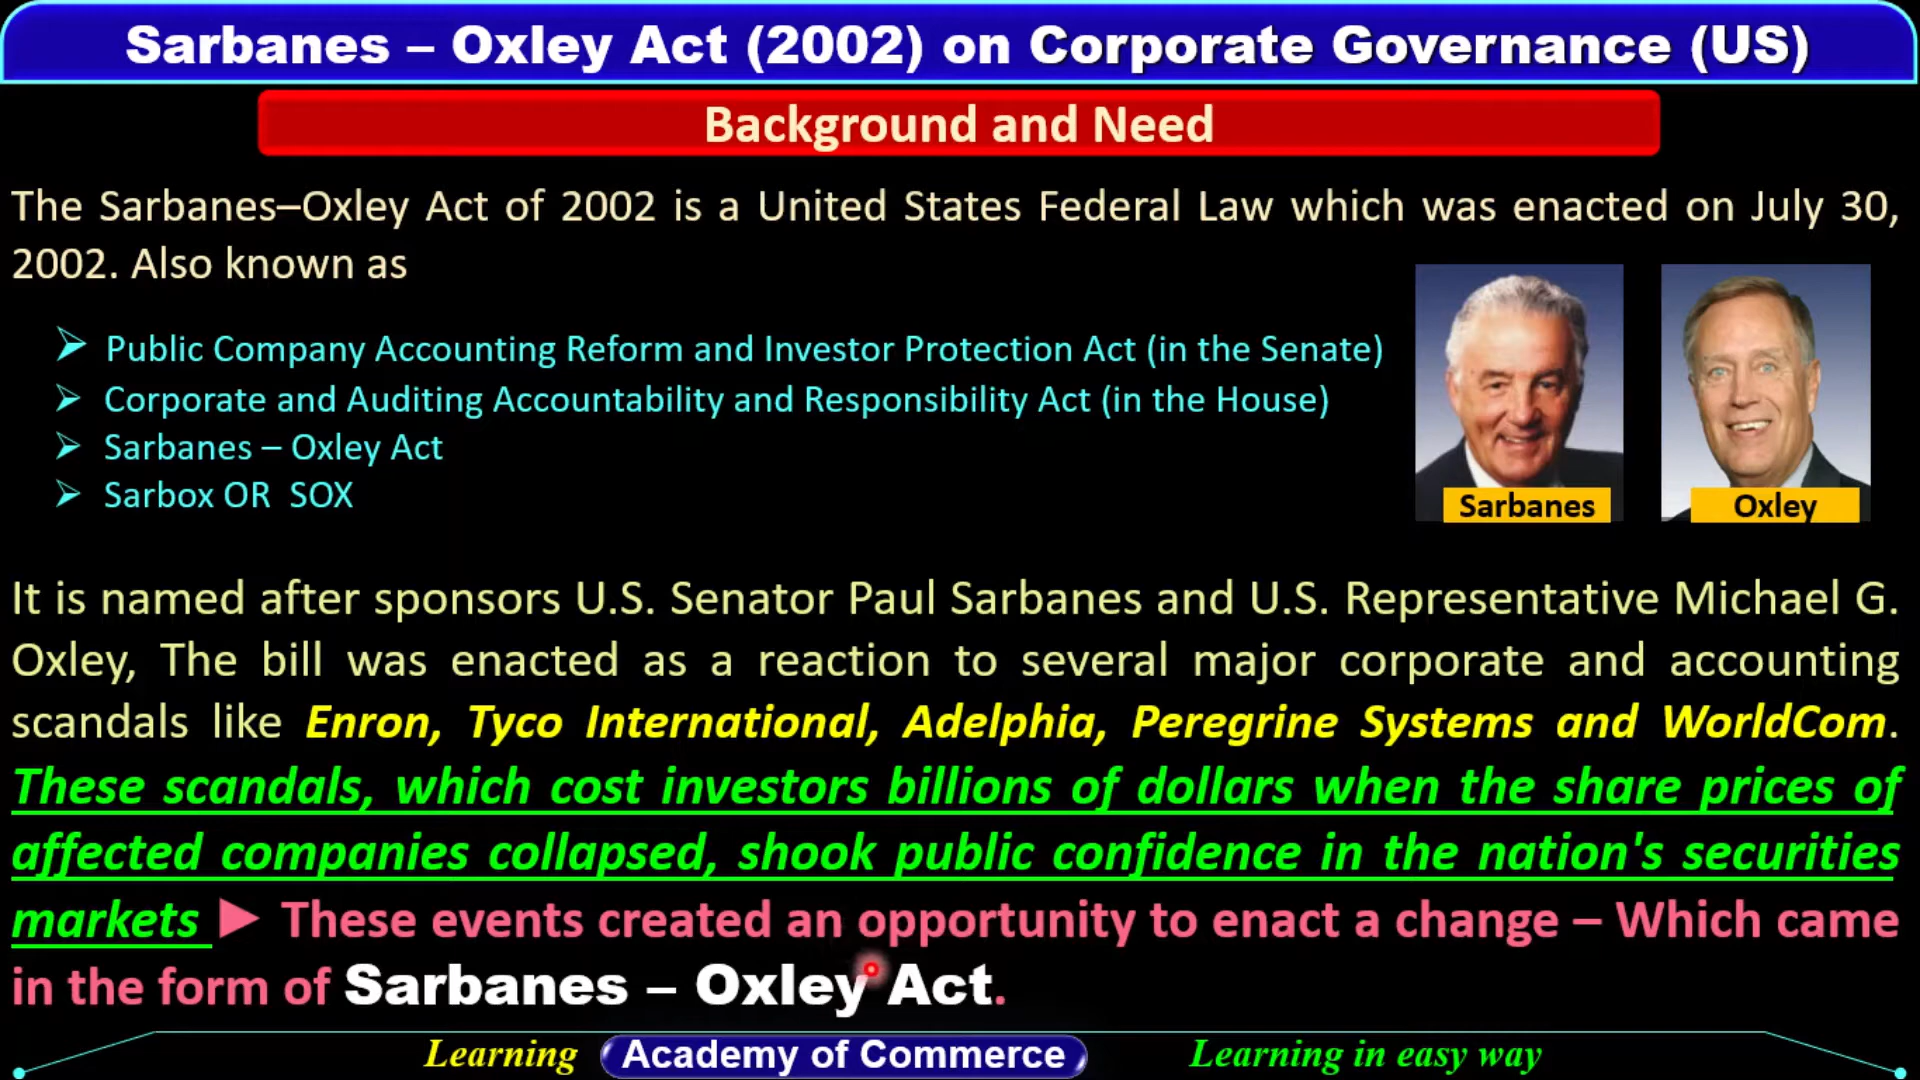 Sarbanes – Oxley Act (2002) on Corporate Governance (US)
Background and Need
The Sarbanes–Oxley Act of 2002 is a United States Federal Law which was enacted on July 30,
2002. Also known as
➢ Public Company Accounting Reform and Investor Protection Act (in the Senate)
➢ Corporate and Auditing Accountability and Responsibility Act (in the House)
➢ Sarbanes – Oxley Act
➢ Sarbox OR SOX
Sarbanes
Oxley
It is named after sponsors U.S. Senator Paul Sarbanes and U.S. Representative Michael G.
Oxley, The bill was enacted as a reaction to several major corporate and accounting
scandals like Enron, Tyco International, Adelphia, Peregrine Systems and WorldCom.
These scandals, which cost investors billions of dollars when the share prices of
affected companies collapsed, shook public confidence in the nation's securities
markets ► These events created an opportunity to enact a change – Which came
in the form of Sarbanes – Oxley Act.
Learning Academy of Commerce Learning in easy way